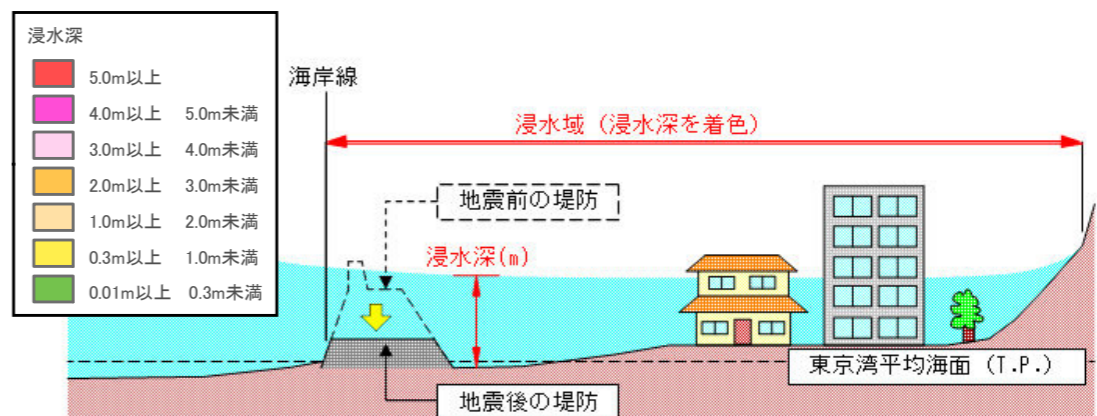 浸水深
5.0m以上
4.0m以上 5.0m未満
3.0m以上 4.0m未満
2.0m以上 3.0m未満
1.0m以上 2.0m未満
0.3m以上 1.0m未満
0.01m以上 0.3m未満
海岸線
浸水域（浸水深を着色）
地震前の堤防
浸水深(m)
東京湾平均海面（T.P.）
地震後の堤防